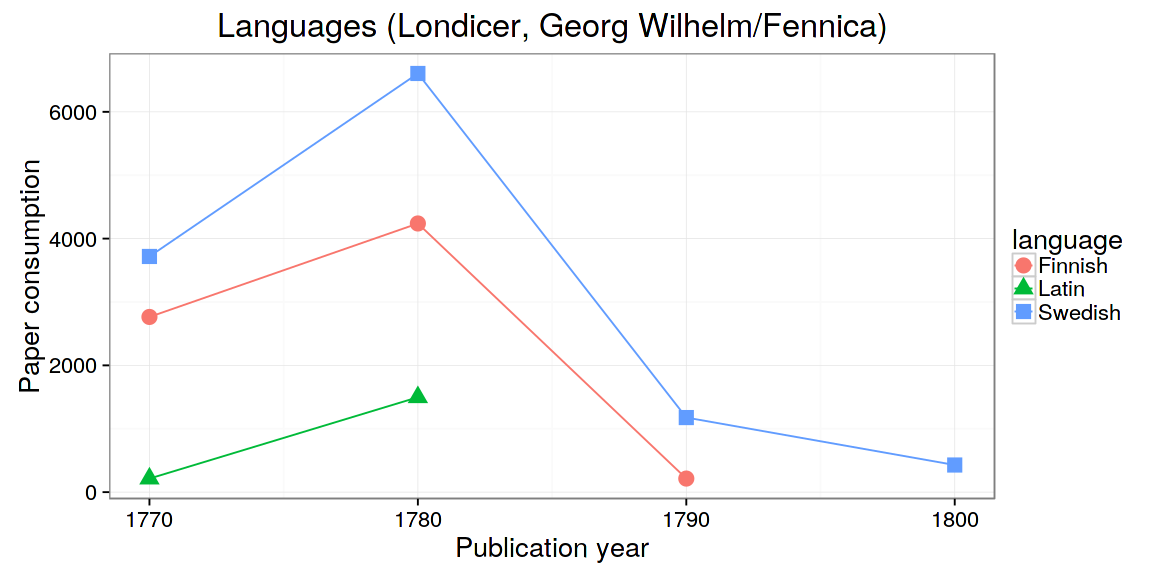 Languages (Londicer, Georg Wilhelm/Fennica)
Paper consumption
6000
4000
2000
0
1770 1780 1790 1800
Publication year
language
Finnish
Latin
Swedish